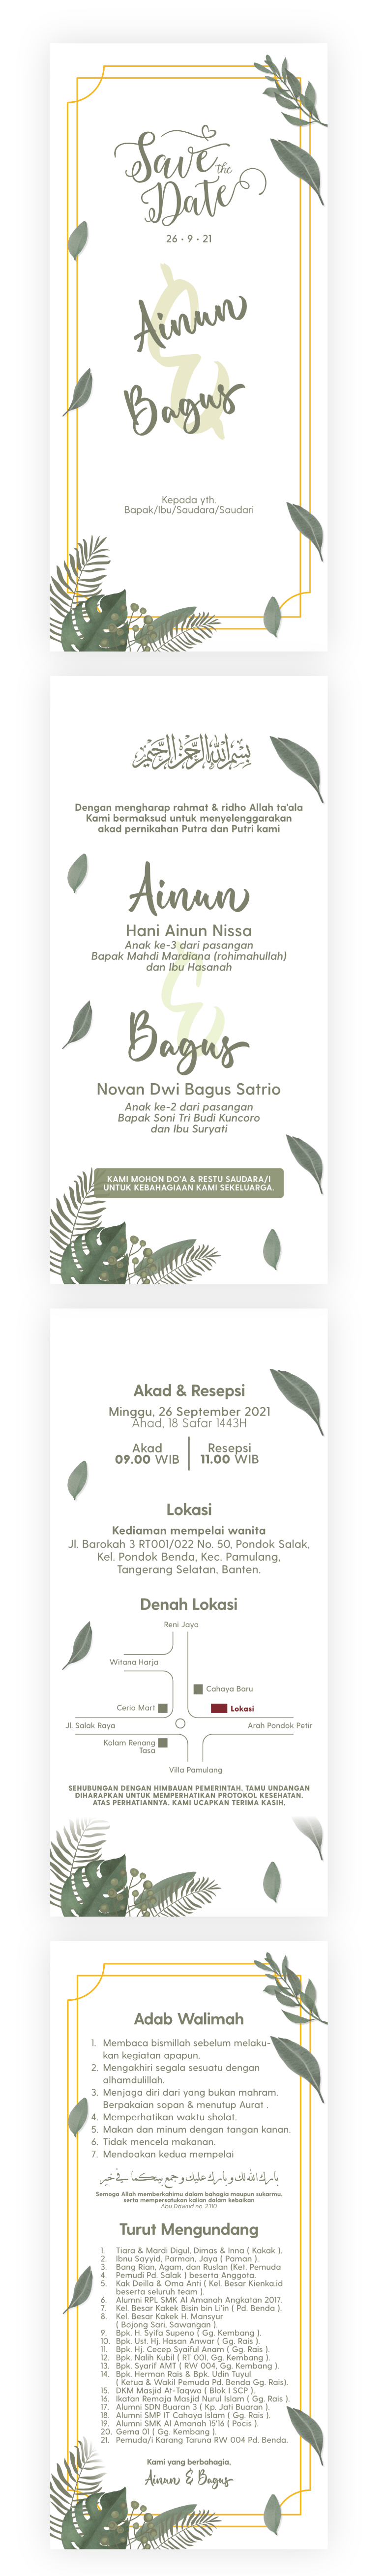 Save
the
Date
26 • 9 • 21
Ainun
&
Bagus
Kepada yth.
Bapak/Ibu/Saudara/Saudari
بسم الله الرحمن الرحيم
Dengan mengharap rahmat & ridho Allah ta'ala
Kami bermaksud untuk menyelenggarakan
akad pernikahan Putra dan Putri kami
Ainun
Hani Ainun Nissa
Anak ke-3 dari pasangan
Bapak Mahdi Mardiana (rohimahullah)
dan Ibu Hasanah
&
Bagus
Novan Dwi Bagus Satrio
Anak ke-2 dari pasangan
Bapak Soni Tri Budi Kuncoro
dan Ibu Suryati
KAMI MOHON DO'A & RESTU SAUDARA/I
UNTUK KEBAHAGIAAN KAMI SEKELUARGA.
Akad & Resepsi
Minggu, 26 September 2021
Ahad, 18 Safar 1443H
Akad
09.00 WIB
Resepsi
11.00 WIB
Lokasi
Kediaman mempelai wanita
Jl. Barokah 3 RT001/022 No. 50, Pondok Salak,
Kel. Pondok Benda, Kec. Pamulang,
Tangerang Selatan, Banten.
Denah Lokasi
Reni Jaya
Witana Harja
Cahaya Baru
Ceria Mart
Lokasi
Jl. Salak Raya
Arah Pondok Petir
Kolam Renang
Tasa
Villa Pamulang
SEHUBUNGAN DENGAN HIMBAUAN PEMERINTAH, TAMU UNDANGAN
DIHARAPKAN UNTUK MEMPERHATIKAN PROTOKOL KESEHATAN.
ATAS PERHATIANNYA, KAMI UCAPKAN TERIMA KASIH.
Adab Walimah
1. Membaca bismillah sebelum melaku-
kan kegiatan apapun.
2. Mengakhiri segala sesuatu dengan
alhamdulillah.
3. Menjaga diri dari yang bukan mahram.
Berpakaian sopan & menutup Aurat .
4. Memperhatikan waktu sholat.
5. Makan dan minum dengan tangan kanan.
6. Tidak mencela makanan.
7. Mendoakan kedua mempelai
بارك الله لك و بارك عليك و جمع بينكما في خير
Semoga Allah memberkahimu dalam bahagia maupun sukarmu,
serta mempersatukan kalian dalam kebaikan
Abu Dawud no. 2130
Turut Mengundang
1. Tiara & Mardi Digul, Dimas & Inna ( Kakak ).
2. Ibnu Sayyid, Parman, Jaya ( Paman ).
3. Bang Rian, Agam, dan Ruslan (Ket. Pemuda
4. Pemudi Pd. Salak ) beserta Anggota.
5. Kak Deilla & Oma Anti ( Kel. Besar Kienka.id
beserta seluruh team ).
6. Alumni RPL SMK Al Amanah Angkatan 2017.
7. Kel. Besar Kakek Bisin bin Li'in ( Pd. Benda ).
8. Kel. Besar Kakek H. Mansyur
( Bojong Sari, Sawangan ).
9. Bpk. H. Syifa Supeno ( Gg. Kembang ).
10. Bpk. Ust. Hj. Hasan Anwar ( Gg. Rais ).
11. Bpk. Hj. Cecep Syaiful Anam ( Gg. Rais ).
12. Bpk. Nalih Kubil ( RT 001, Gg. Kembang ).
13. Bpk. Syarif AMT ( RW 004, Gg. Kembang ).
14. Bpk. Herman Rais & Bpk. Udin Tuyul
( Ketua & Wakil Pemuda Pd. Benda Gg. Rais).
15. DKM Masjid At-Taqwa ( Blok I SCP ).
16. Ikatan Remaja Masjid Nurul Islam ( Gg. Rais ).
17. Alumni SDN Buaran 3 ( Kp. Jati Buaran ).
18. Alumni SMP IT Cahaya Islam ( Gg. Rais ).
19. Alumni SMK Al Amanah 15'16 ( Pocis ).
20. Gema 01 ( Gg. Kembang ).
21. Pemuda/i Karang Taruna RW 004 Pd. Benda.
Kami yang berbahagia,
Ainun & Bagus